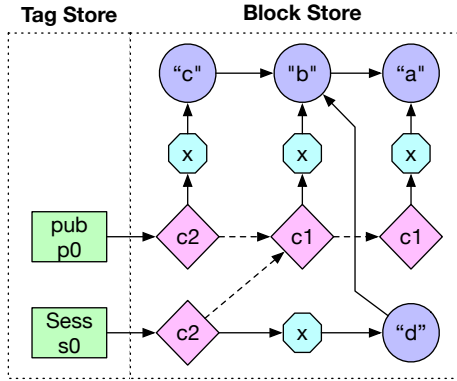 Tag Store Block Store
“c" "b" “a"
x x x
pub
p0
c2 c1 c1
Sess
s0
c2 x “d”